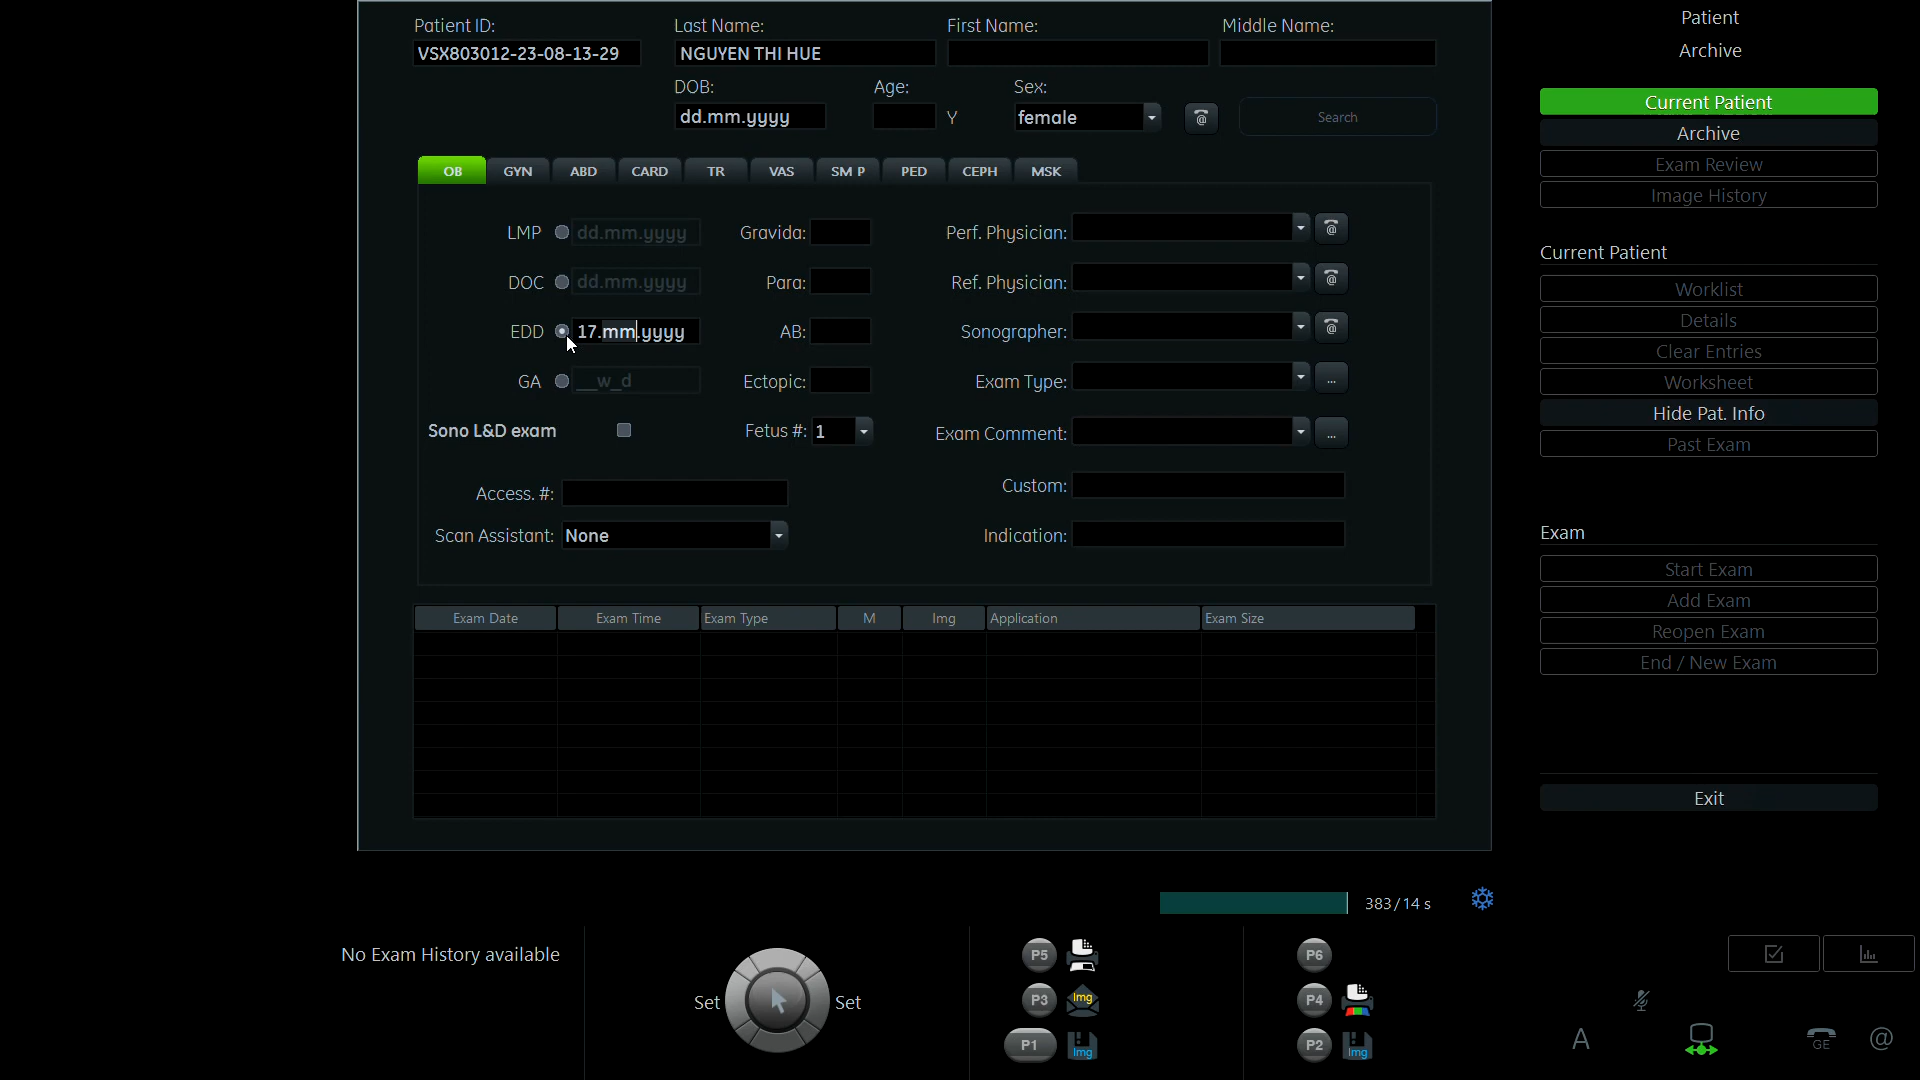 Patient ID: Last Name: First Name: Middle Name:
VSX803012-23-08-13-29 NGUYEN THI HUE
DOB: Age: Sex:
dd.mm.yyyy Y female Search
OB GYN ABD CARD TR VAS SM P PED CEPH MSK
LMP dd.mm.yyyy Gravida: Perf. Physician:
DOC dd.mm.yyyy Para: Ref. Physician:
EDD 17.mm.yyyy AB: Sonographer:
GA __w_d Ectopic: Exam Type: ...
Sono L&D exam Fetus #: 1 Exam Comment: ...
Access. #: Custom:
Scan Assistant: None Indication:
Exam Date Exam Time Exam Type M Img Application Exam Size
Patient
Archive
Current Patient
Archive
Exam Review
Image History
Current Patient
Worklist
Details
Clear Entries
Worksheet
Hide Pat. Info
Past Exam
Exam
Start Exam
Add Exam
Reopen Exam
End / New Exam
Exit
383/14 s
No Exam History available
Set Set
P5 P6
P3 Img P4
P1 Img P2 Img
A GE @